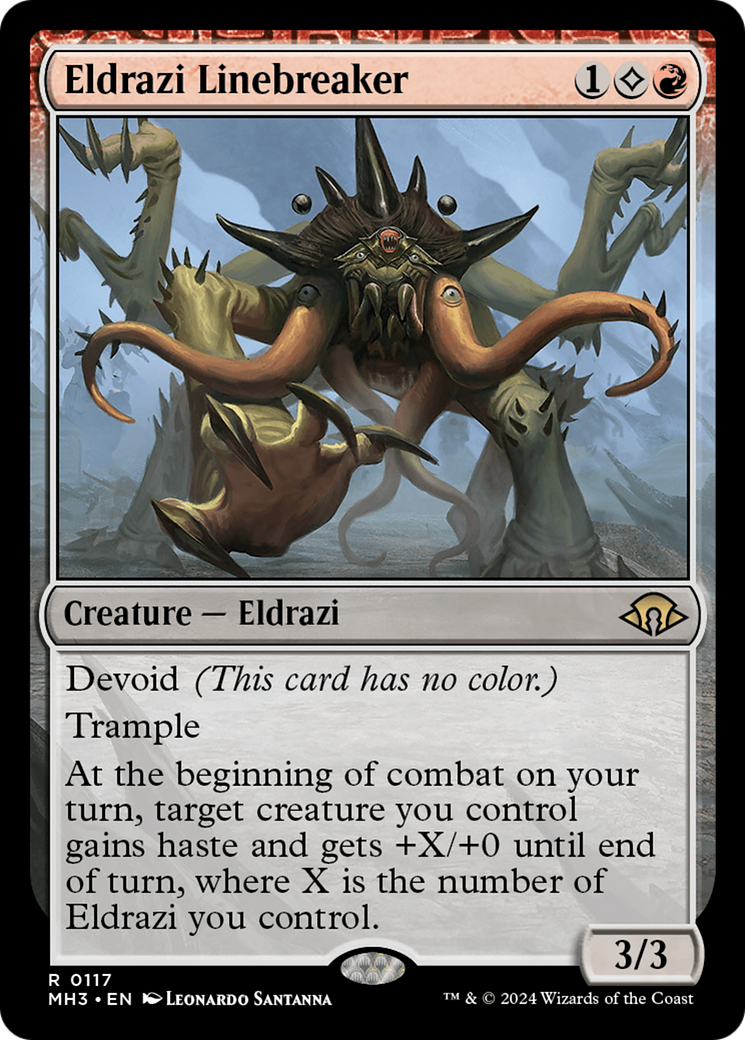 Eldrazi Linebreaker 1
Creature — Eldrazi
Devoid (This card has no color.)
Trample
At the beginning of combat on your
turn, target creature you control
gains haste and gets +X/+0 until end
of turn, where X is the number of
Eldrazi you control.
3/3
R 0117
MH3 • EN Leonardo Santanna
™ & © 2024 Wizards of the Coast